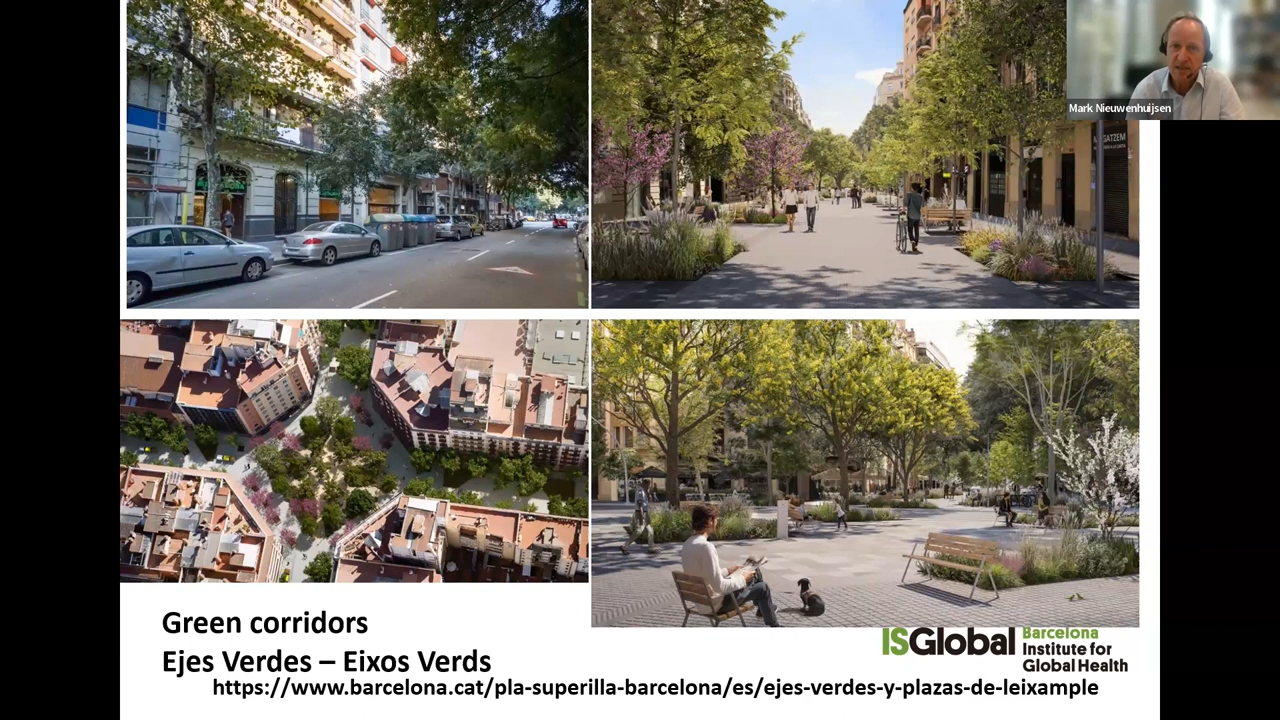 Mark Nieuwenhuijsen
Green corridors
Ejes Verdes – Eixos Verds
ISGlobal Barcelona
Institute for
Global Health
https://www.barcelona.cat/pla-superilla-barcelona/es/ejes-verdes-y-plazas-de-leixample